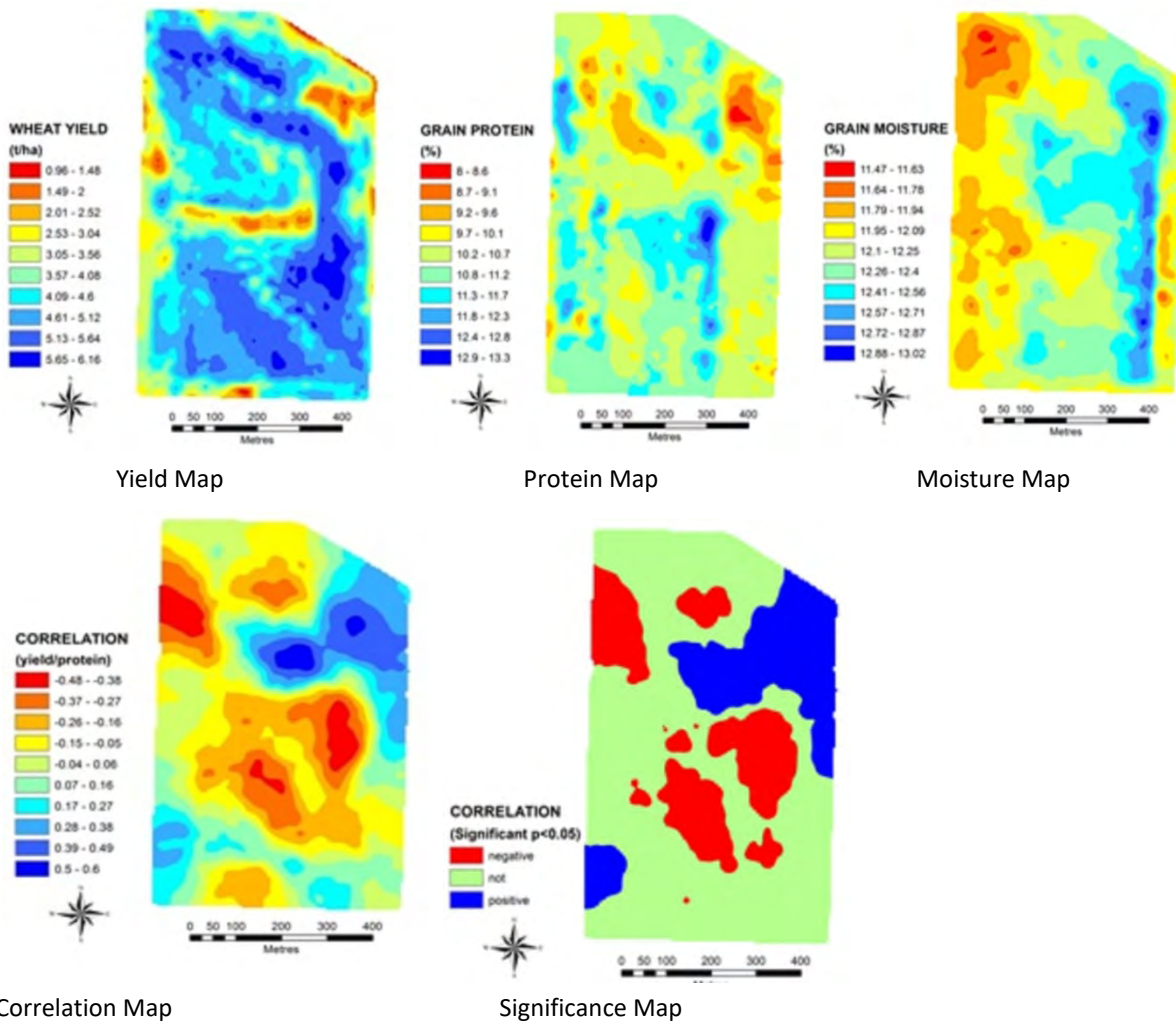 WHEAT YIELD
(t/ha)
0.96 - 1.48
1.49 - 2
2.01 - 2.52
2.53 - 3.04
3.05 - 3.56
3.57 - 4.08
4.09 - 4.6
4.61 - 5.12
5.13 - 5.64
5.65 - 6.16
0 50 100 200 300 400
Metres
GRAIN PROTEIN
(%)
8 - 8.6
8.7 - 9.1
9.2 - 9.6
9.7 - 10.1
10.2 - 10.7
10.8 - 11.2
11.3 - 11.7
11.8 - 12.3
12.4 - 12.8
12.9 - 13.3
0 50 100 200 300 400
Metres
GRAIN MOISTURE
(%)
11.47 - 11.63
11.64 - 11.78
11.79 - 11.94
11.95 - 12.09
12.1 - 12.25
12.26 - 12.4
12.41 - 12.56
12.57 - 12.71
12.72 - 12.87
12.88 - 13.02
0 50 100 200 300 400
Metres
Yield Map
Protein Map
Moisture Map
CORRELATION
(yield/protein)
-0.48 - -0.38
-0.37 - -0.27
-0.26 - -0.16
-0.15 - -0.05
-0.04 - 0.06
0.07 - 0.16
0.17 - 0.27
0.28 - 0.38
0.39 - 0.49
0.5 - 0.6
0 50 100 200 300 400
Metres
CORRELATION
(Significant p<0.05)
negative
not
positive
0 50 100 200 300 400
Correlation Map
Significance Map